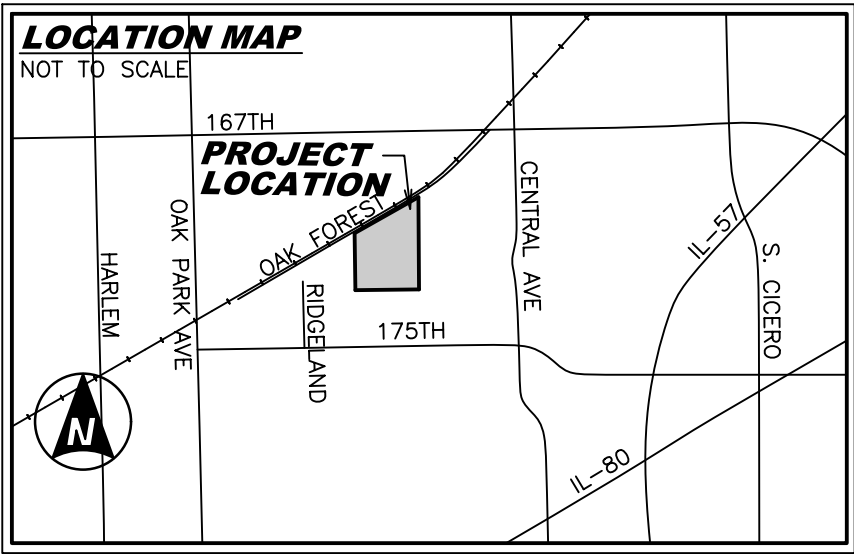 LOCATION MAP
NOT TO SCALE
167TH
PROJECT
LOCATION
OAK FOREST
OAK PARK AVE
HARLEM
RIDGELAND
175TH
CENTRAL AVE
IL-57
S. CICERO
IL-80
N